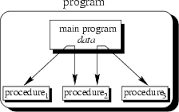 program
main program
data
procedure1
procedure2
procedure3